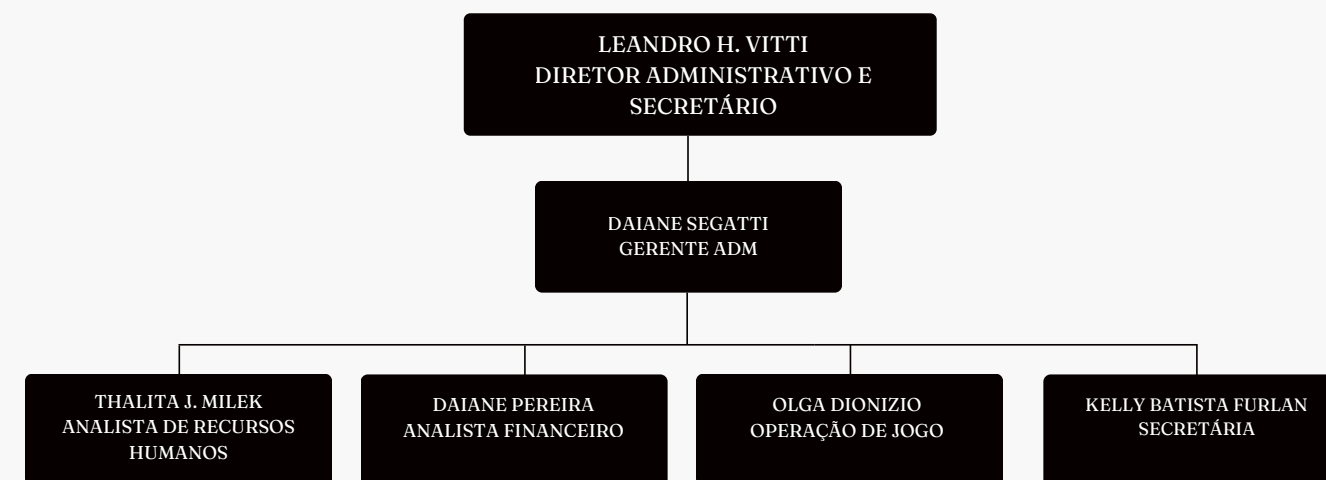 LEANDRO H. VITTI
DIRETOR ADMINISTRATIVO E
SECRETÁRIO
DAIANE SEGATTI
GERENTE ADM
THALITA J. MILEK
ANALISTA DE RECURSOS
HUMANOS
DAIANE PEREIRA
ANALISTA FINANCEIRO
OLGA DIONIZIO
OPERAÇÃO DE JOGO
KELLY BATISTA FURLAN
SECRETÁRIA